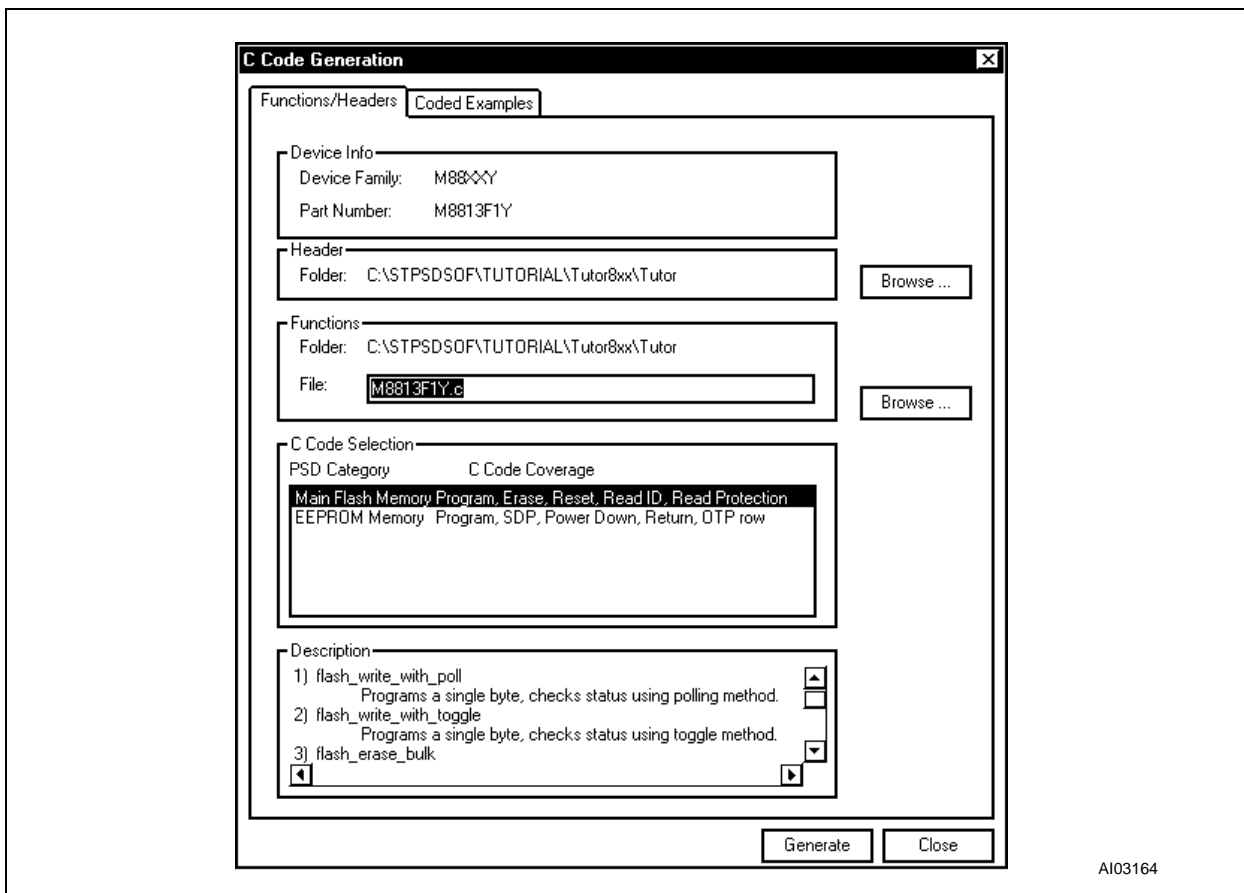 C Code Generation
Functions/Headers
Coded Examples
Device Info
Device Family: M88XXY
Part Number: M8813F1Y
Header
Folder: C:\STPSDSOF\TUTORIAL\Tutor8xx\Tutor
Browse ...
Functions
Folder: C:\STPSDSOF\TUTORIAL\Tutor8xx\Tutor
File: M8813F1Y.c
Browse ...
C Code Selection
PSD Category C Code Coverage
Main Flash Memory Program, Erase, Reset, Read ID, Read Protection
EEPROM Memory Program, SDP, Power Down, Return, OTP row
Description
1) flash_write_with_poll
Programs a single byte, checks status using polling method.
2) flash_write_with_toggle
Programs a single byte, checks status using toggle method.
3) flash_erase_bulk
Generate Close
AI03164